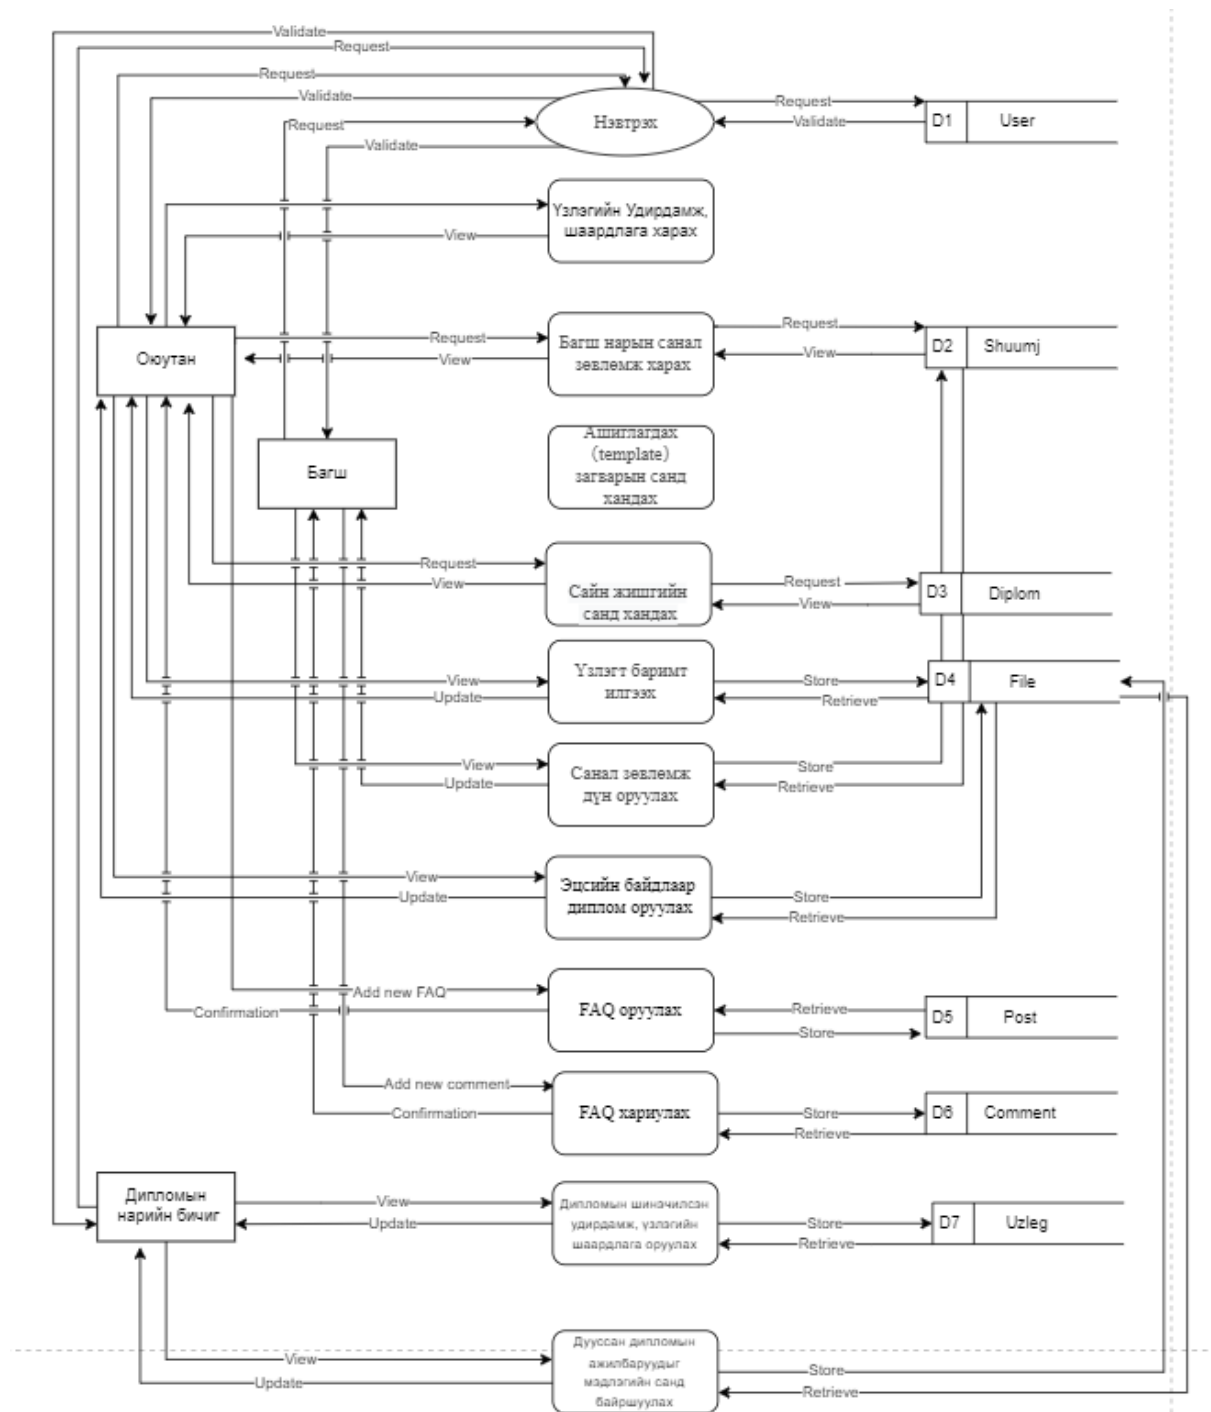 Validate
Request
Request
Validate
Request
Validate
Нэвтрэх
Request
Validate
D1
User
Үзлэгийн Удирдамж,
шаардлага харах
View
Оюутан
Request
View
Багш нарын санал
зөвлөмж харах
Request
View
D2
Shuumj
Багш
Ашиглагдах
(template)
загварын санд
хандах
Request
View
Сайн жишгийн
санд хандах
Request
View
D3
Diplom
View
Update
Үзлэгт баримт
илгээх
Store
Retrieve
D4
File
View
Update
Санал зөвлөмж
дүн оруулах
Store
Retrieve
View
Update
Эцсийн байдлаар
диплом оруулах
Store
Retrieve
Add new FAQ
Confirmation
FAQ оруулах
Retrieve
Store
D5
Post
Add new comment
Confirmation
FAQ хариулах
Store
Retrieve
D6
Comment
Дипломын
нарийн бичиг
View
Update
Дипломын шинэчилсэн
удирдамж, үзлэгийн
шаардлага оруулах
Store
Retrieve
D7
Uzleg
View
Update
Дууссан дипломын
ажилбаруудыг
мэдлэгийн санд
байршуулах
Store
Retrieve